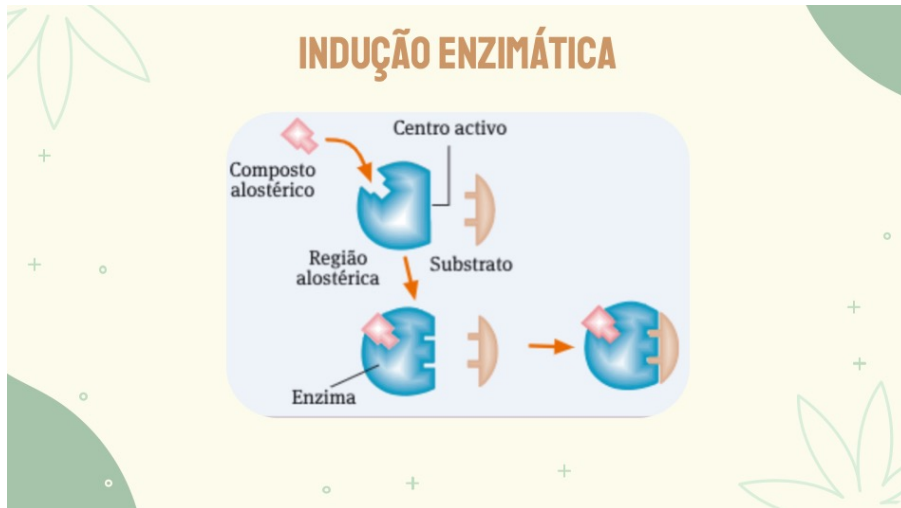 INDUÇÃO ENZIMÁTICA
Centro activo
Composto
alostérico
Região
alostérica
Substrato
Enzima